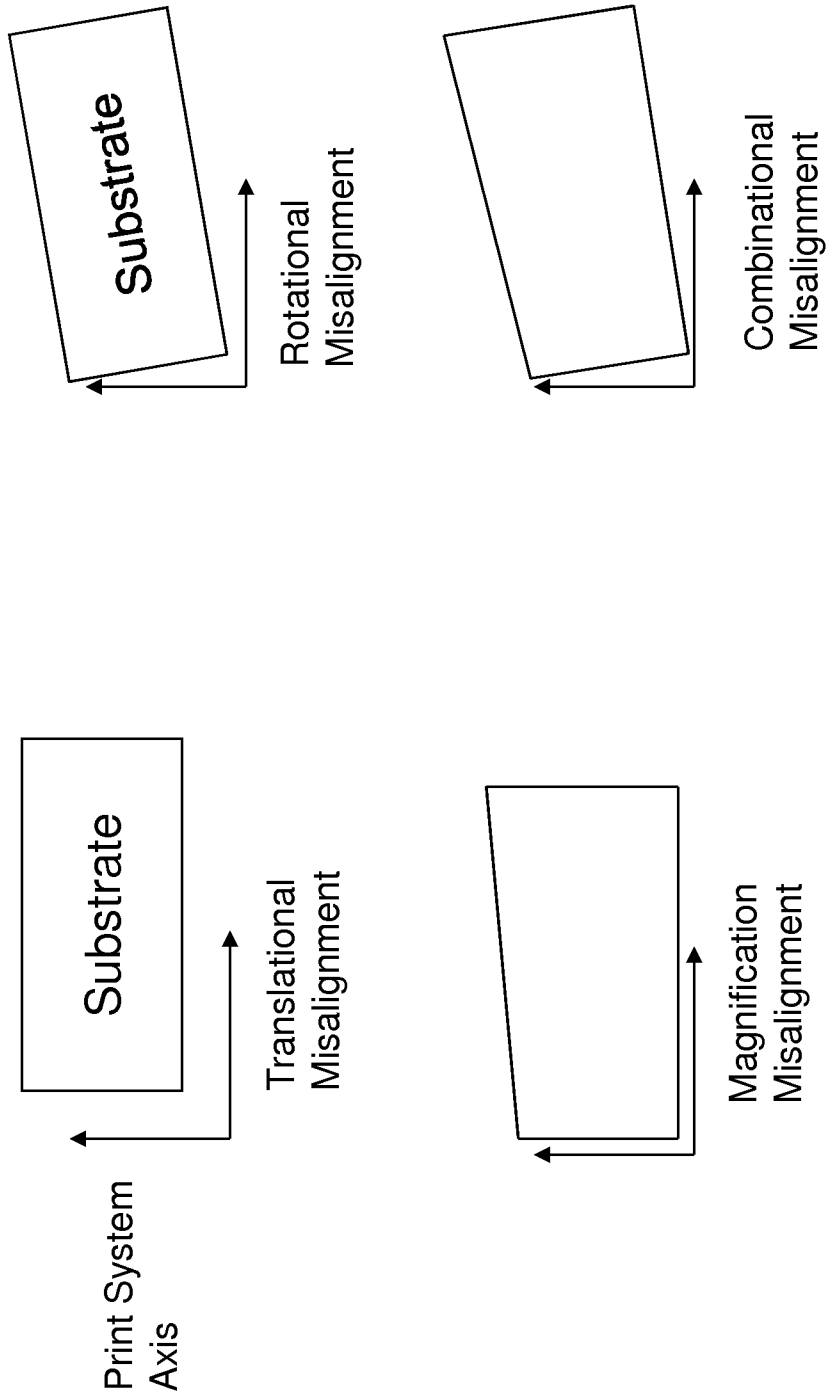 Print System
Axis
Substrate
Translational
Misalignment
Substrate
Rotational
Misalignment
Magnification
Misalignment
Combinational
Misalignment